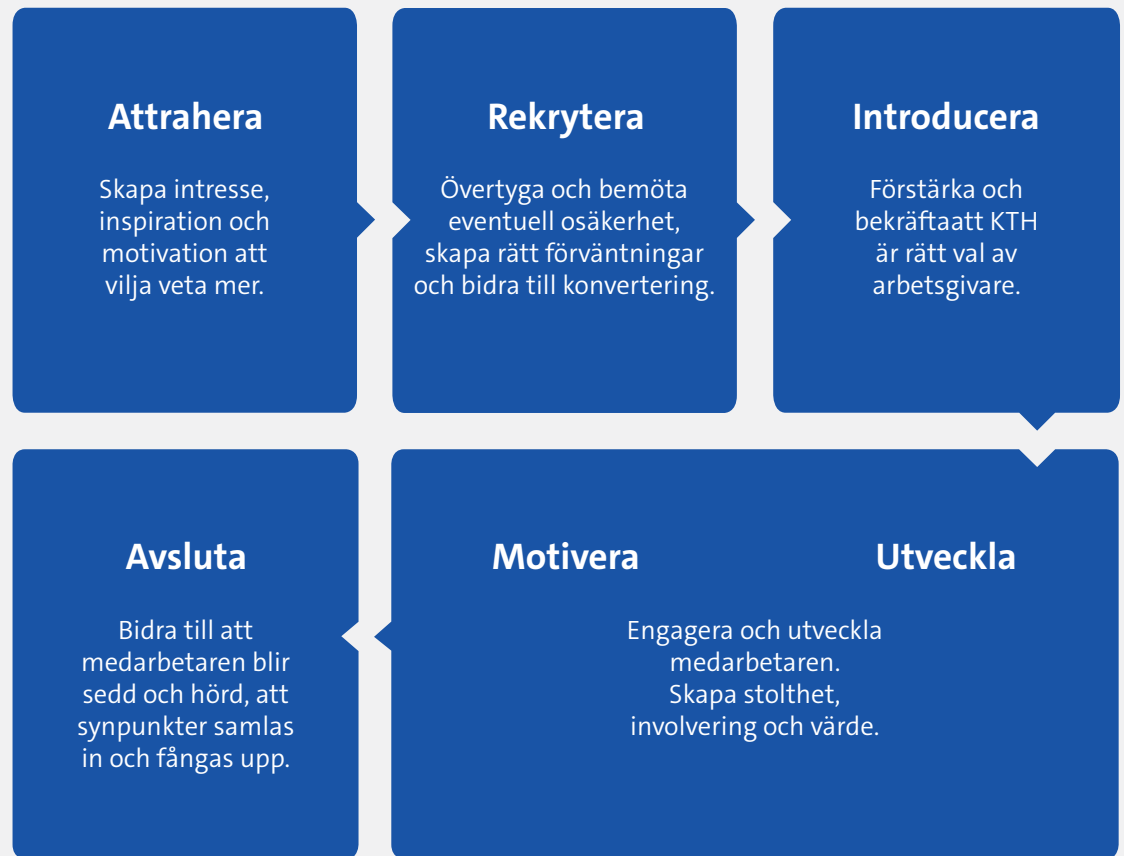 Attrahera
Skapa intresse,
inspiration och
motivation att
vilja veta mer.
Rekrytera
Övertyga och bemöta
eventuell osäkerhet,
skapa rätt förväntningar
och bidra till konvertering.
Introducera
Förstärka och
bekräftaatt KTH
är rätt val av
arbetsgivare.
Motivera
Utveckla
Engagera och utveckla
medarbetaren.
Skapa stolthet,
involvering och värde.
Avsluta
Bidra till att
medarbetaren blir
sedd och hörd, att
synpunkter samlas
in och fångas upp.